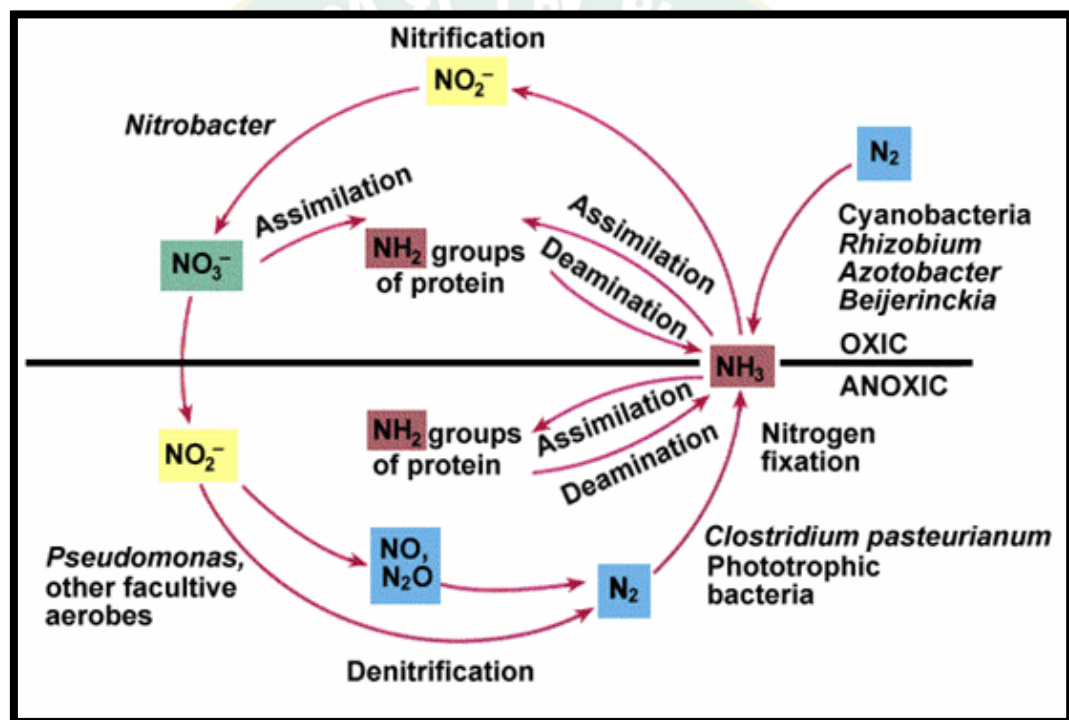 Nitrification
NO₂⁻
Nitrobacter
N₂
Assimilation
Assimilation
Cyanobacteria
Rhizobium
Azotobacter
Beijerinckia
NO₃⁻
NH₂ groups
of protein
Deamination
OXIC
NH₃
ANOXIC
NH₂ groups
of protein
Assimilation
Deamination
Nitrogen
fixation
NO₂⁻
Pseudomonas,
other facultive
aerobes
NO,
N₂O
N₂
Clostridium pasteurianum
Phototrophic
bacteria
Denitrification